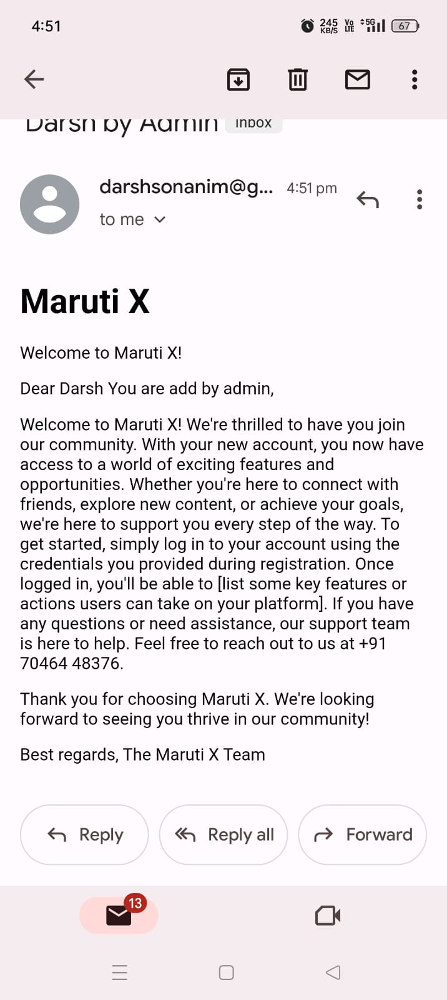 4:51
245
KB/S
Vo
LTE
5G
67
Darsh by Admin Inbox
darshsonanim@g... 4:51 pm
to me
Maruti X
Welcome to Maruti X!
Dear Darsh You are add by admin,
Welcome to Maruti X! We're thrilled to have you join
our community. With your new account, you now have
access to a world of exciting features and
opportunities. Whether you're here to connect with
friends, explore new content, or achieve your goals,
we're here to support you every step of the way. To
get started, simply log in to your account using the
credentials you provided during registration. Once
logged in, you'll be able to [list some key features or
actions users can take on your platform]. If you have
any questions or need assistance, our support team
is here to help. Feel free to reach out to us at +91
70464 48376.
Thank you for choosing Maruti X. We're looking
forward to seeing you thrive in our community!
Best regards, The Maruti X Team
Reply Reply all Forward
13